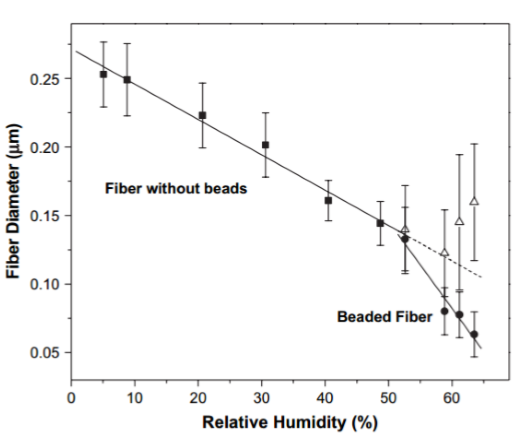 Fiber Diameter (μm)
0.25
0.20
0.15
0.10
0.05
Fiber without beads
Beaded Fiber
0 10 20 30 40 50 60
Relative Humidity (%)